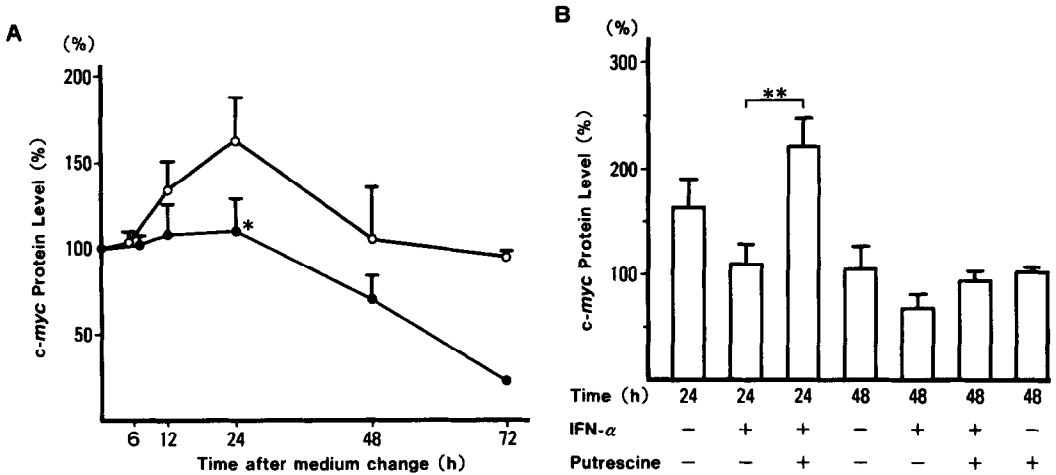 A
(%)
200
150
100
50
*
c-myc Protein Level (%)
6 12 24 48 72
Time after medium change (h)
B
(%)
300
200
100
**
c-myc Protein Level (%)
Time (h) 24 24 24 48 48 48 48
IFN-α − + + − + + −
Putrescine − − + − − + +